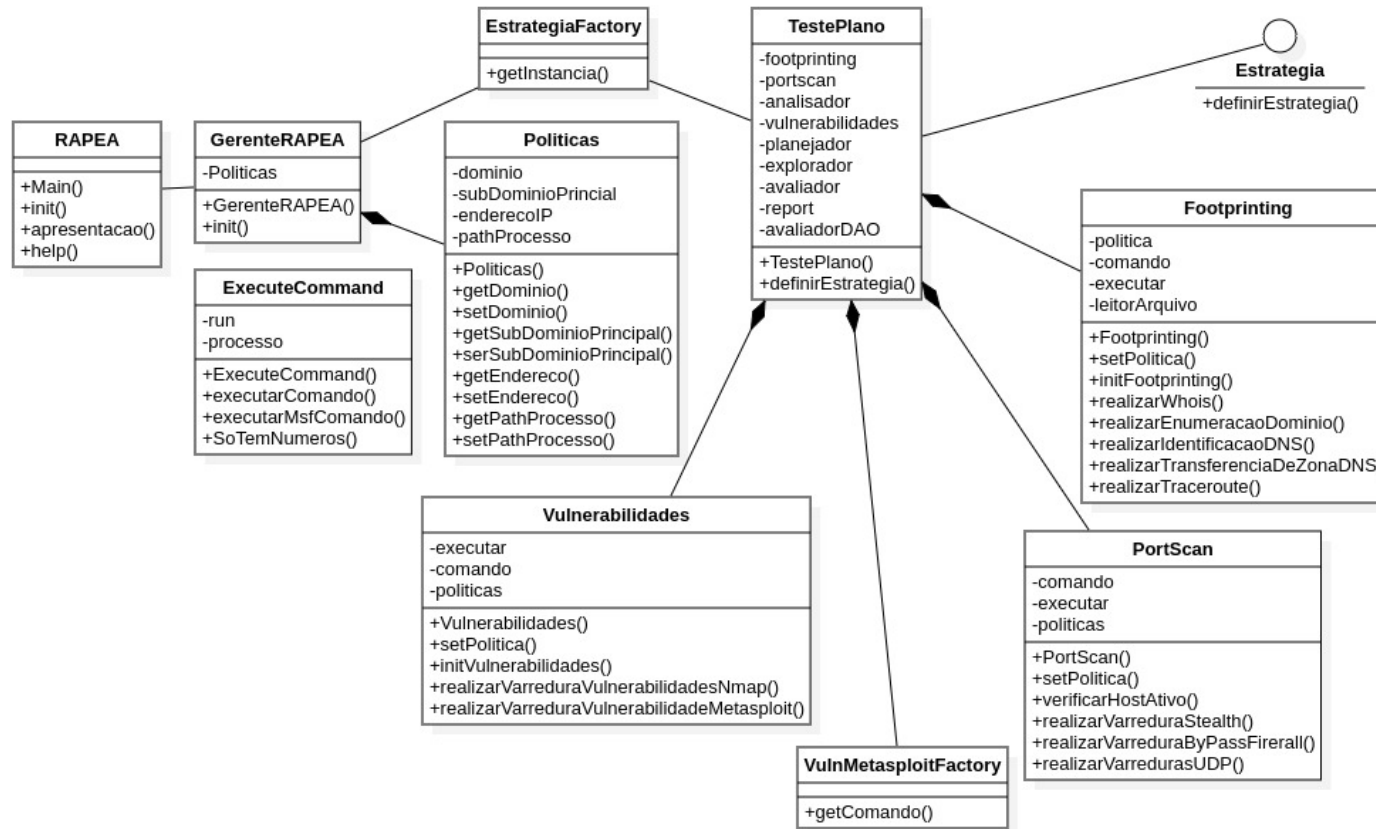 EstrategiaFactory
+getInstancia()
TestePlano
-footprinting
-portscan
-analisador
-vulnerabilidades
-planejador
-explorador
-avaliador
-report
-avaliadorDAO
+TestePlano()
+definirEstrategia()
Estrategia
+definirEstrategia()
RAPEA
+Main()
+init()
+apresentacao()
+help()
GerenteRAPEA
-Politicas
+GerenteRAPEA()
+init()
Politicas
-dominio
-subDominioPrincial
-enderecoIP
-pathProcesso
+Politicas()
+getDominio()
+setDominio()
+getSubDominioPrincipal()
+serSubDominioPrincipal()
+getEndereco()
+setEndereco()
+getPathProcesso()
+setPathProcesso()
ExecuteCommand
-run
-processo
+ExecuteCommand()
+executarComando()
+executarMsfComando()
+SoTemNumeros()
Footprinting
-politica
-comando
-executar
-leitorArquivo
+Footprinting()
+setPolitica()
+initFootprinting()
+realizarWhois()
+realizarEnumeracaoDominio()
+realizarIdentificacaoDNS()
+realizarTransferenciaDeZonaDNS
+realizarTraceroute()
Vulnerabilidades
-executar
-comando
-politicas
+Vulnerabilidades()
+setPolitica()
+initVulnerabilidades()
+realizarVarreduraVulnerabilidadesNmap()
+realizarVarreduraVulnerabilidadeMetasploit()
PortScan
-comando
-executar
-politicas
+PortScan()
+setPolitica()
+verificarHostAtivo()
+realizarVarreduraStealth()
+realizarVarreduraByPassFirerall()
+realizarVarredurasUDP()
VulnMetasploitFactory
+getComando()